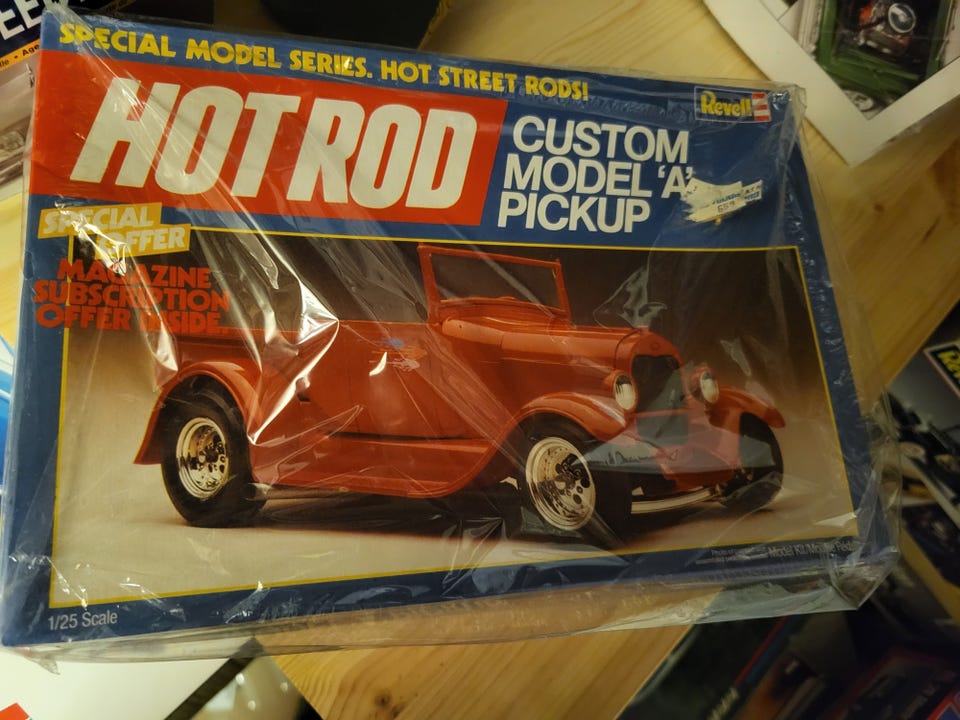 SPECIAL MODEL SERIES. HOT STREET RODS!
Revell
HOT ROD
CUSTOM
MODEL 'A'
PICKUP
SPECIAL
OFFER
MAGAZINE
SUBSCRIPTION
OFFER INSIDE.
1/25 Scale